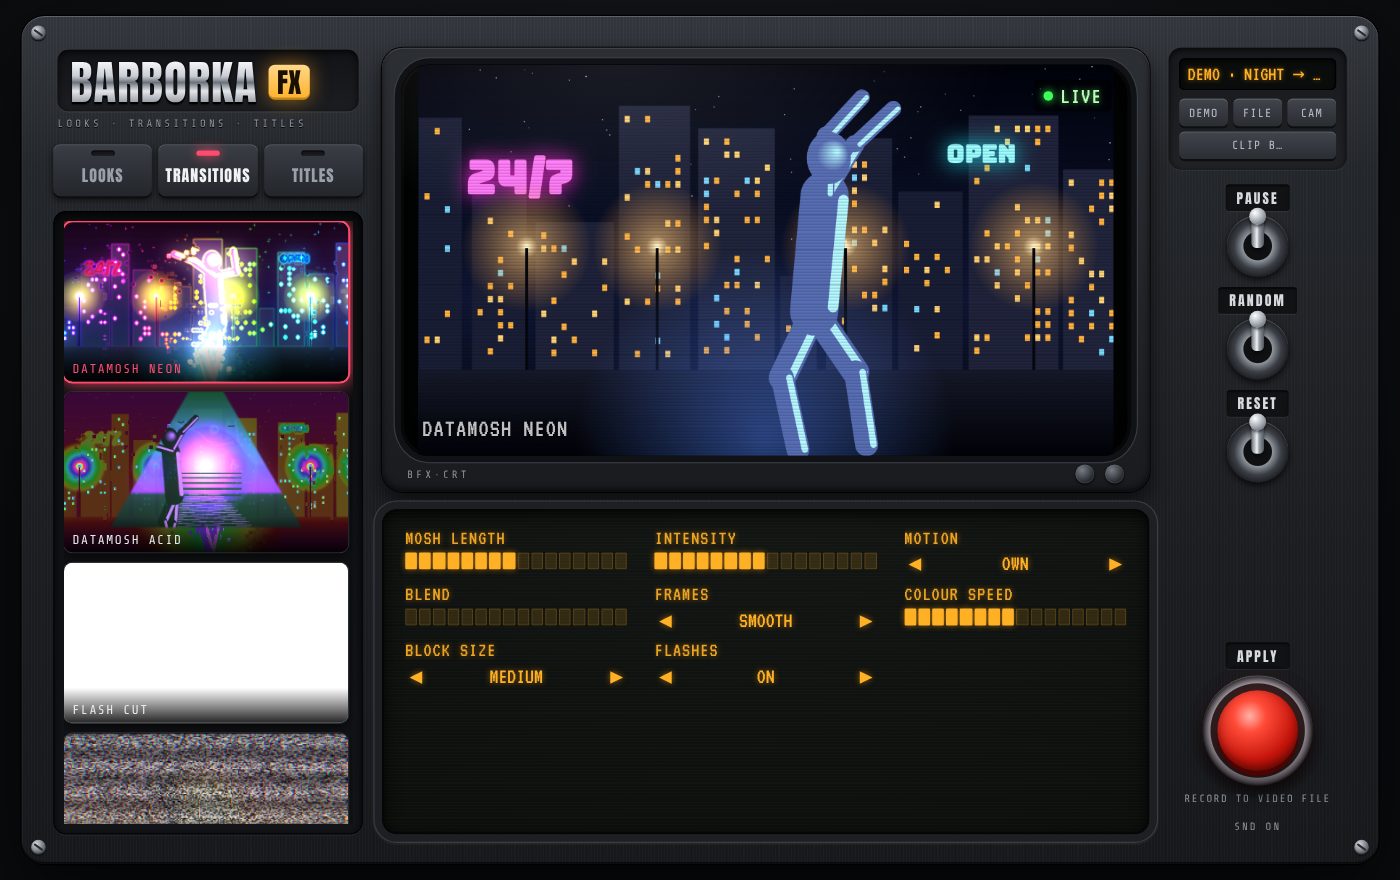 BARBORKA FX
LOOKS · TRANSITIONS · TITLES
LOOKS
TRANSITIONS
TITLES
DATAMOSH NEON
DATAMOSH ACID
FLASH CUT
24/7
OPEN
LIVE
DATAMOSH NEON
BFX·CRT
MOSH LENGTH
INTENSITY
MOTION
◀ OWN ▶
BLEND
FRAMES
◀ SMOOTH ▶
COLOUR SPEED
BLOCK SIZE
◀ MEDIUM ▶
FLASHES
◀ ON ▶
DEMO · NIGHT → …
DEMO
FILE
CAM
CLIP B…
PAUSE
RANDOM
RESET
APPLY
RECORD TO VIDEO FILE
SND ON